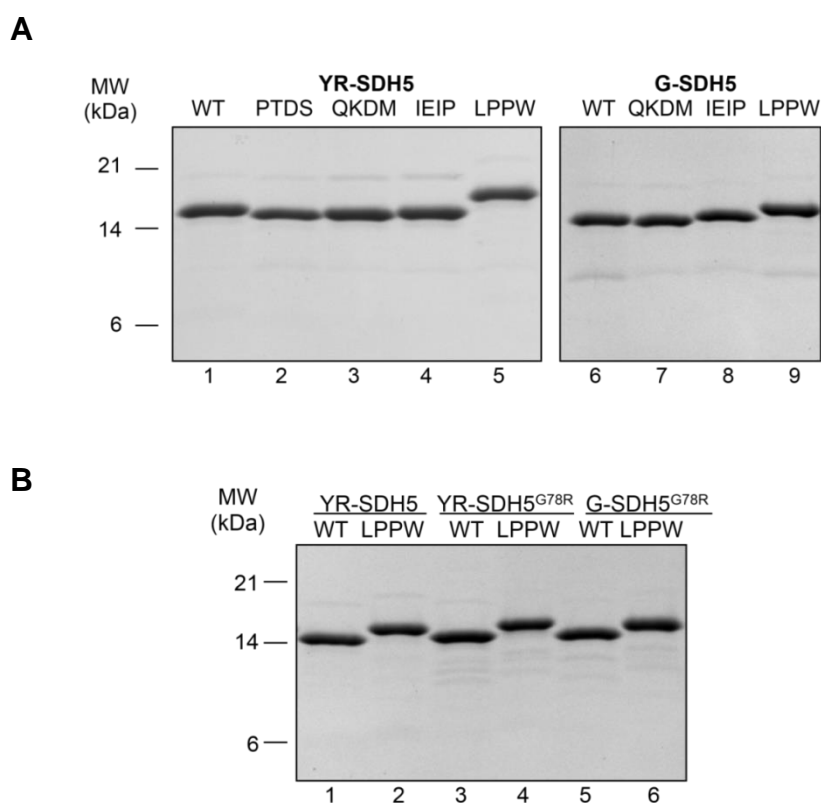 A
MW
(kDa)
YR-SDH5
G-SDH5
WT PTDS QKDM IEIP LPPW
WT QKDM IEIP LPPW
21
14
6
1 2 3 4 5
6 7 8 9
B
MW
(kDa)
YR-SDH5 YR-SDH5G78R G-SDH5G78R
WT LPPW WT LPPW WT LPPW
21
14
6
1 2 3 4 5 6